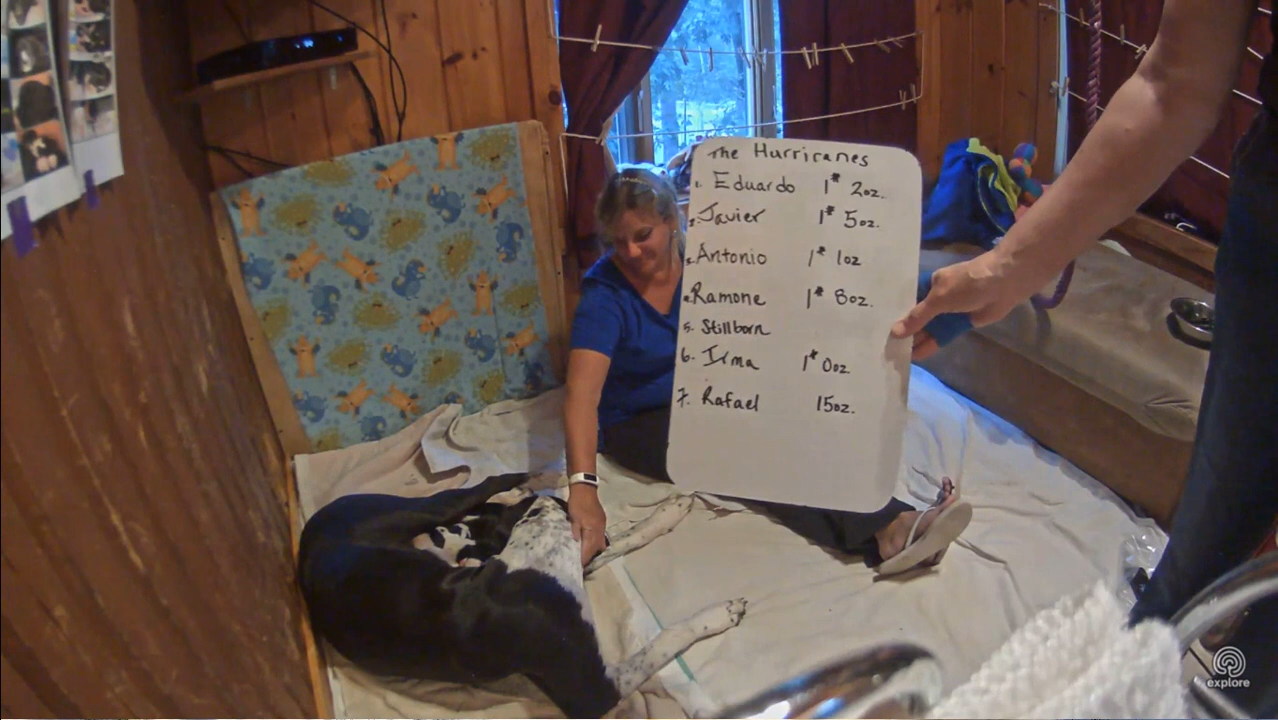 The Hurricanes
1. Eduardo 1# 2oz.
2. Javier 1# 5oz.
3. Antonio 1# 1oz
4. Ramone 1# 8oz.
5. Stillborn
6. Irma 1# 0oz
7. Rafael 15oz.
explore